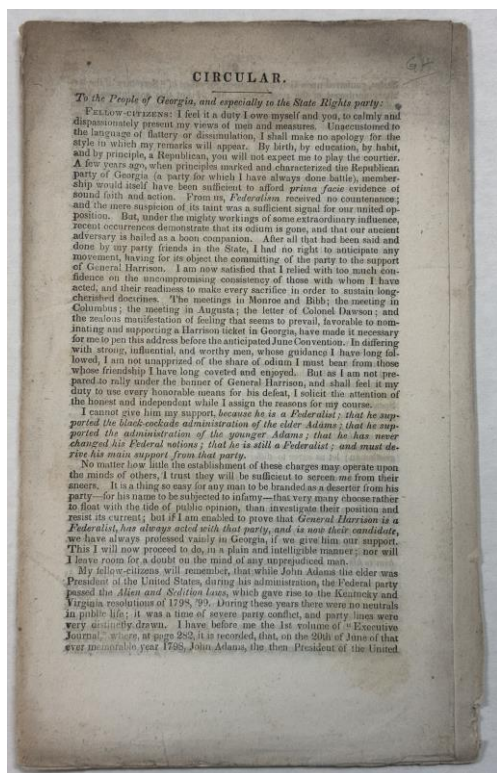 CIRCULAR.
To the People of Georgia, and especially to the State Rights party:
FELLOW-CITIZENS: I feel it a duty I owe myself and you, to calmly and
dispassionately present my views of men and measures. Unaccustomed to
the language of flattery or dissimulation, I shall make no apology for the
style in which my remarks will appear. By birth, by education, by habit,
and by principle, a Republican, you will not expect me to play the courtier.
A few years ago, when principles marked and characterized the Republican
party of Georgia (a party for which I have always done battle), member-
ship would itself have been sufficient to afford prima facie evidence of
sound faith and action. From us, Federalism received no countenance;
and the mere suspicion of its taint was a sufficient signal for our united op-
position. But, under the mighty workings of some extraordinary influence,
recent occurrences demonstrate that its odium is gone, and that our ancient
adversary is hailed as a boon companion. After all that had been said and
done by my party friends in the State, I had no right to anticipate any
movement, having for its object the committing of the party to the support
of General Harrison. I am now satisfied that I relied with too much con-
fidence on the uncompromising consistency of those with whom I have
acted, and their readiness to make every sacrifice in order to sustain long-
cherished doctrines. The meetings in Monroe and Bibb; the meeting in
Columbus; the meeting in Augusta; the letter of Colonel Dawson; and
the zealous manifestation of feeling that seems to prevail, favorable to nom-
inating and supporting a Harrison ticket in Georgia, have made it necessary
for me to pen this address before the anticipated June Convention. In differing
with strong, influential, and worthy men, whose guidance I have long fol-
lowed, I am not unapprized of the share of odium I must bear from those
whose friendship I have long coveted and enjoyed. But as I am not pre-
pared to rally under the banner of General Harrison, and shall feel it my
duty to use every honorable means for his defeat, I solicit the attention of
the honest and independent while I assign the reasons for my course.
I cannot give him my support, because he is a Federalist; that he sup-
ported the black-cockade administration of the elder Adams; that he sup-
ported the administration of the younger Adams; that he has never
changed his Federal notions; that he is still a Federalist; and must de-
rive his main support from that party.
No matter how little the establishment of these charges may operate upon
the minds of others, I trust they will be sufficient to screen me from their
sneers. It is a thing so easy for any man to be branded as a deserter from his
party—for his name to be subjected to infamy—that very many choose rather
to float with the tide of public opinion, than investigate their position and
resist its current; but if I am enabled to prove that General Harrison is a
Federalist, has always acted with that party, and is now their candidate,
we have always professed vainly in Georgia, if we give him our support.
This I will now proceed to do, in a plain and intelligible manner; nor will
I leave room for a doubt on the mind of any unprejudiced man.
My fellow-citizens will remember, that while John Adams the elder was
President of the United States, during his administration, the Federal party
passed the Alien and Sedition laws, which gave rise to the Kentucky and
Virginia resolutions of 1798, '99. During these years there were no neutrals
in public life; it was a time of severe party conflict, and party lines were
very distinctly drawn. I have before me the 1st volume of "Executive
Journal," where, at page 282, it is recorded, that, on the 20th of June of that
ever memorable year 1798, John Adams, the then President of the United